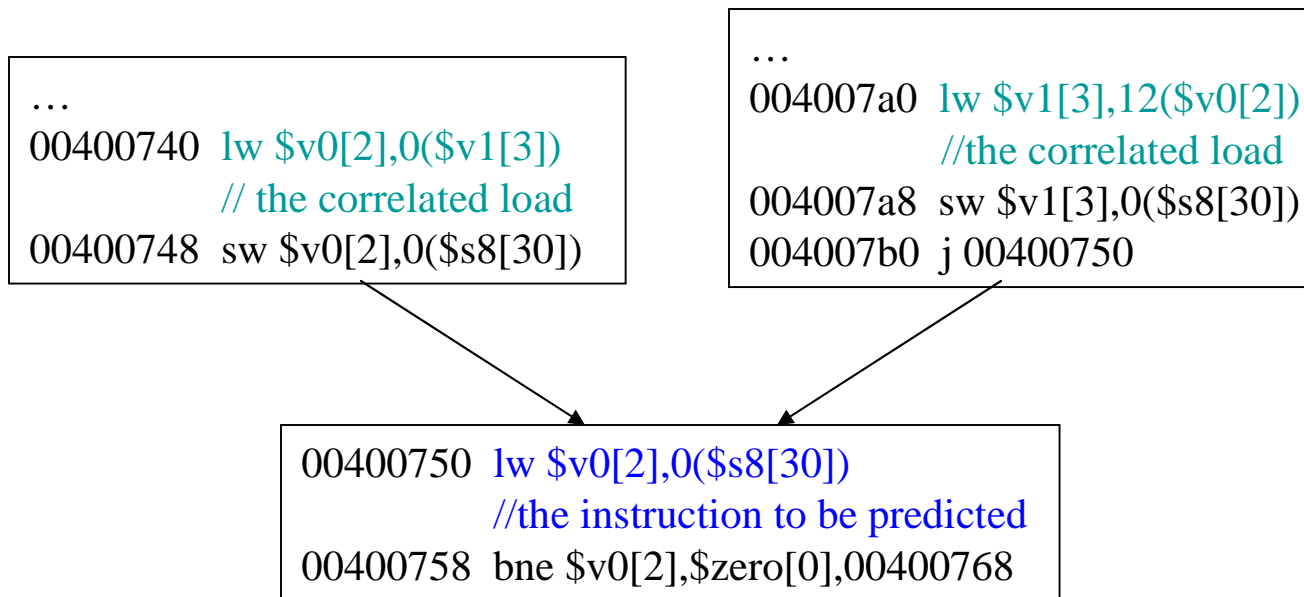 …
00400740 lw $v0[2],0($v1[3])
// the correlated load
00400748 sw $v0[2],0($s8[30])
…
004007a0 lw $v1[3],12($v0[2])
//the correlated load
004007a8 sw $v1[3],0($s8[30])
004007b0 j 00400750
00400750 lw $v0[2],0($s8[30])
//the instruction to be predicted
00400758 bne $v0[2],$zero[0],00400768